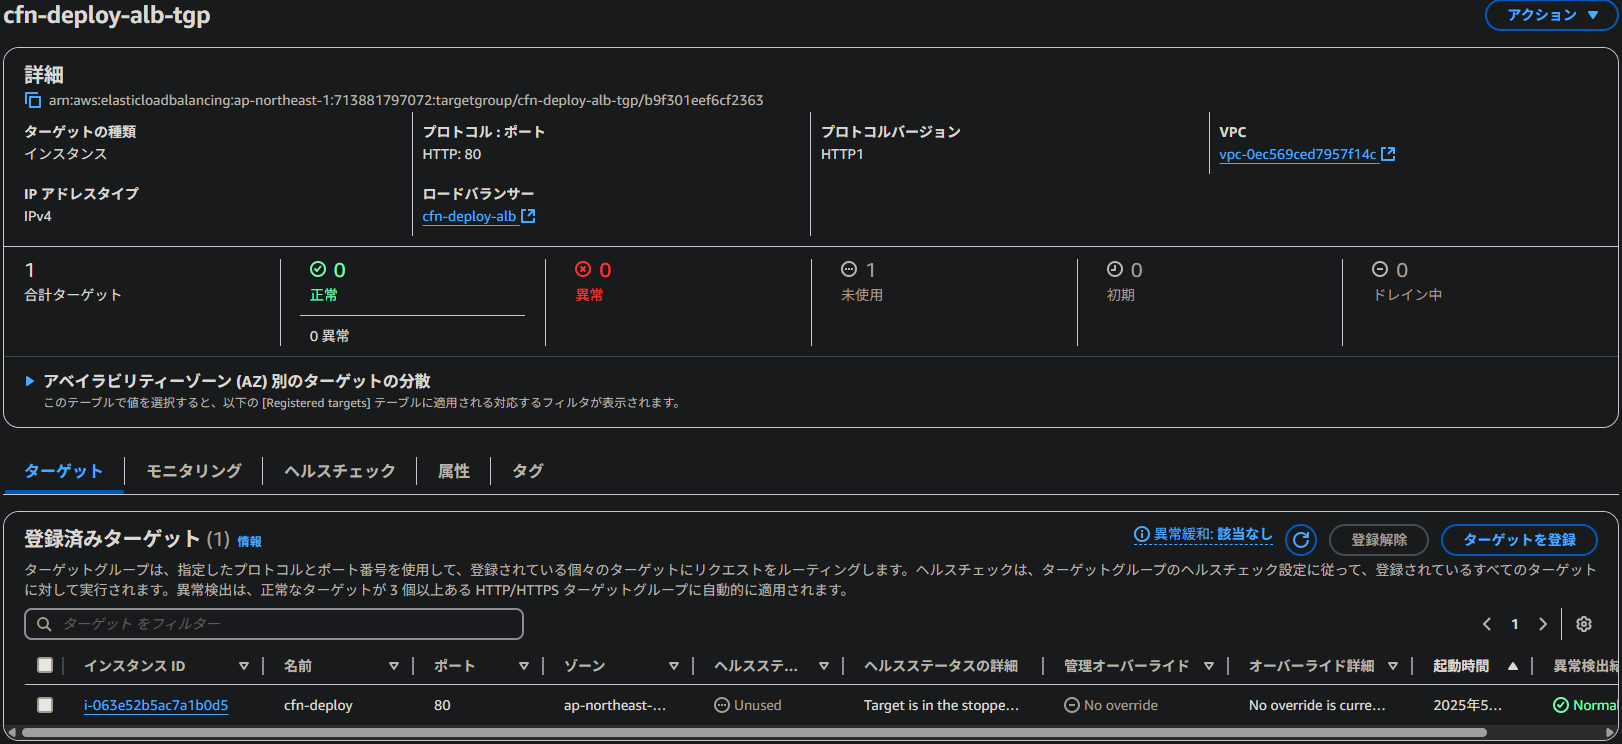 cfn-deploy-alb-tgp
アクション
詳細
arn:aws:elasticloadbalancing:ap-northeast-1:713881797072:targetgroup/cfn-deploy-alb-tgp/b9f301eef6cf2363
ターゲットの種類
インスタンス
プロトコル : ポート
HTTP: 80
プロトコルバージョン
HTTP1
VPC
vpc-0ec569ced7957f14c
IP アドレスタイプ
IPv4
ロードバランサー
cfn-deploy-alb
1
合計ターゲット
0
正常
0 異常
0
異常
1
未使用
0
初期
0
ドレイン中
アベイラビリティーゾーン (AZ) 別のターゲットの分散
このテーブルで値を選択すると、以下の [Registered targets] テーブルに適用される対応するフィルタが表示されます。
ターゲット
モニタリング
ヘルスチェック
属性
タグ
登録済みターゲット (1) 情報
異常緩和: 該当なし
登録解除
ターゲットを登録
ターゲットグループは、指定したプロトコルとポート番号を使用して、登録されている個々のターゲットにリクエストをルーティングします。ヘルスチェックは、ターゲットグループのヘルスチェック設定に従って、登録されているすべてのターゲット
に対して実行されます。異常検出は、正常なターゲットが 3 個以上ある HTTP/HTTPS ターゲットグループに自動的に適用されます。
ターゲット をフィルター
1
インスタンス ID 名前 ポート ゾーン ヘルスステ... ヘルスステータスの詳細 管理オーバーライド オーバーライド詳細 起動時間 異常検出結
i-063e52b5ac7a1b0d5 cfn-deploy 80 ap-northeast-... Unused Target is in the stoppe... No override No override is curre... 2025年5... Norma